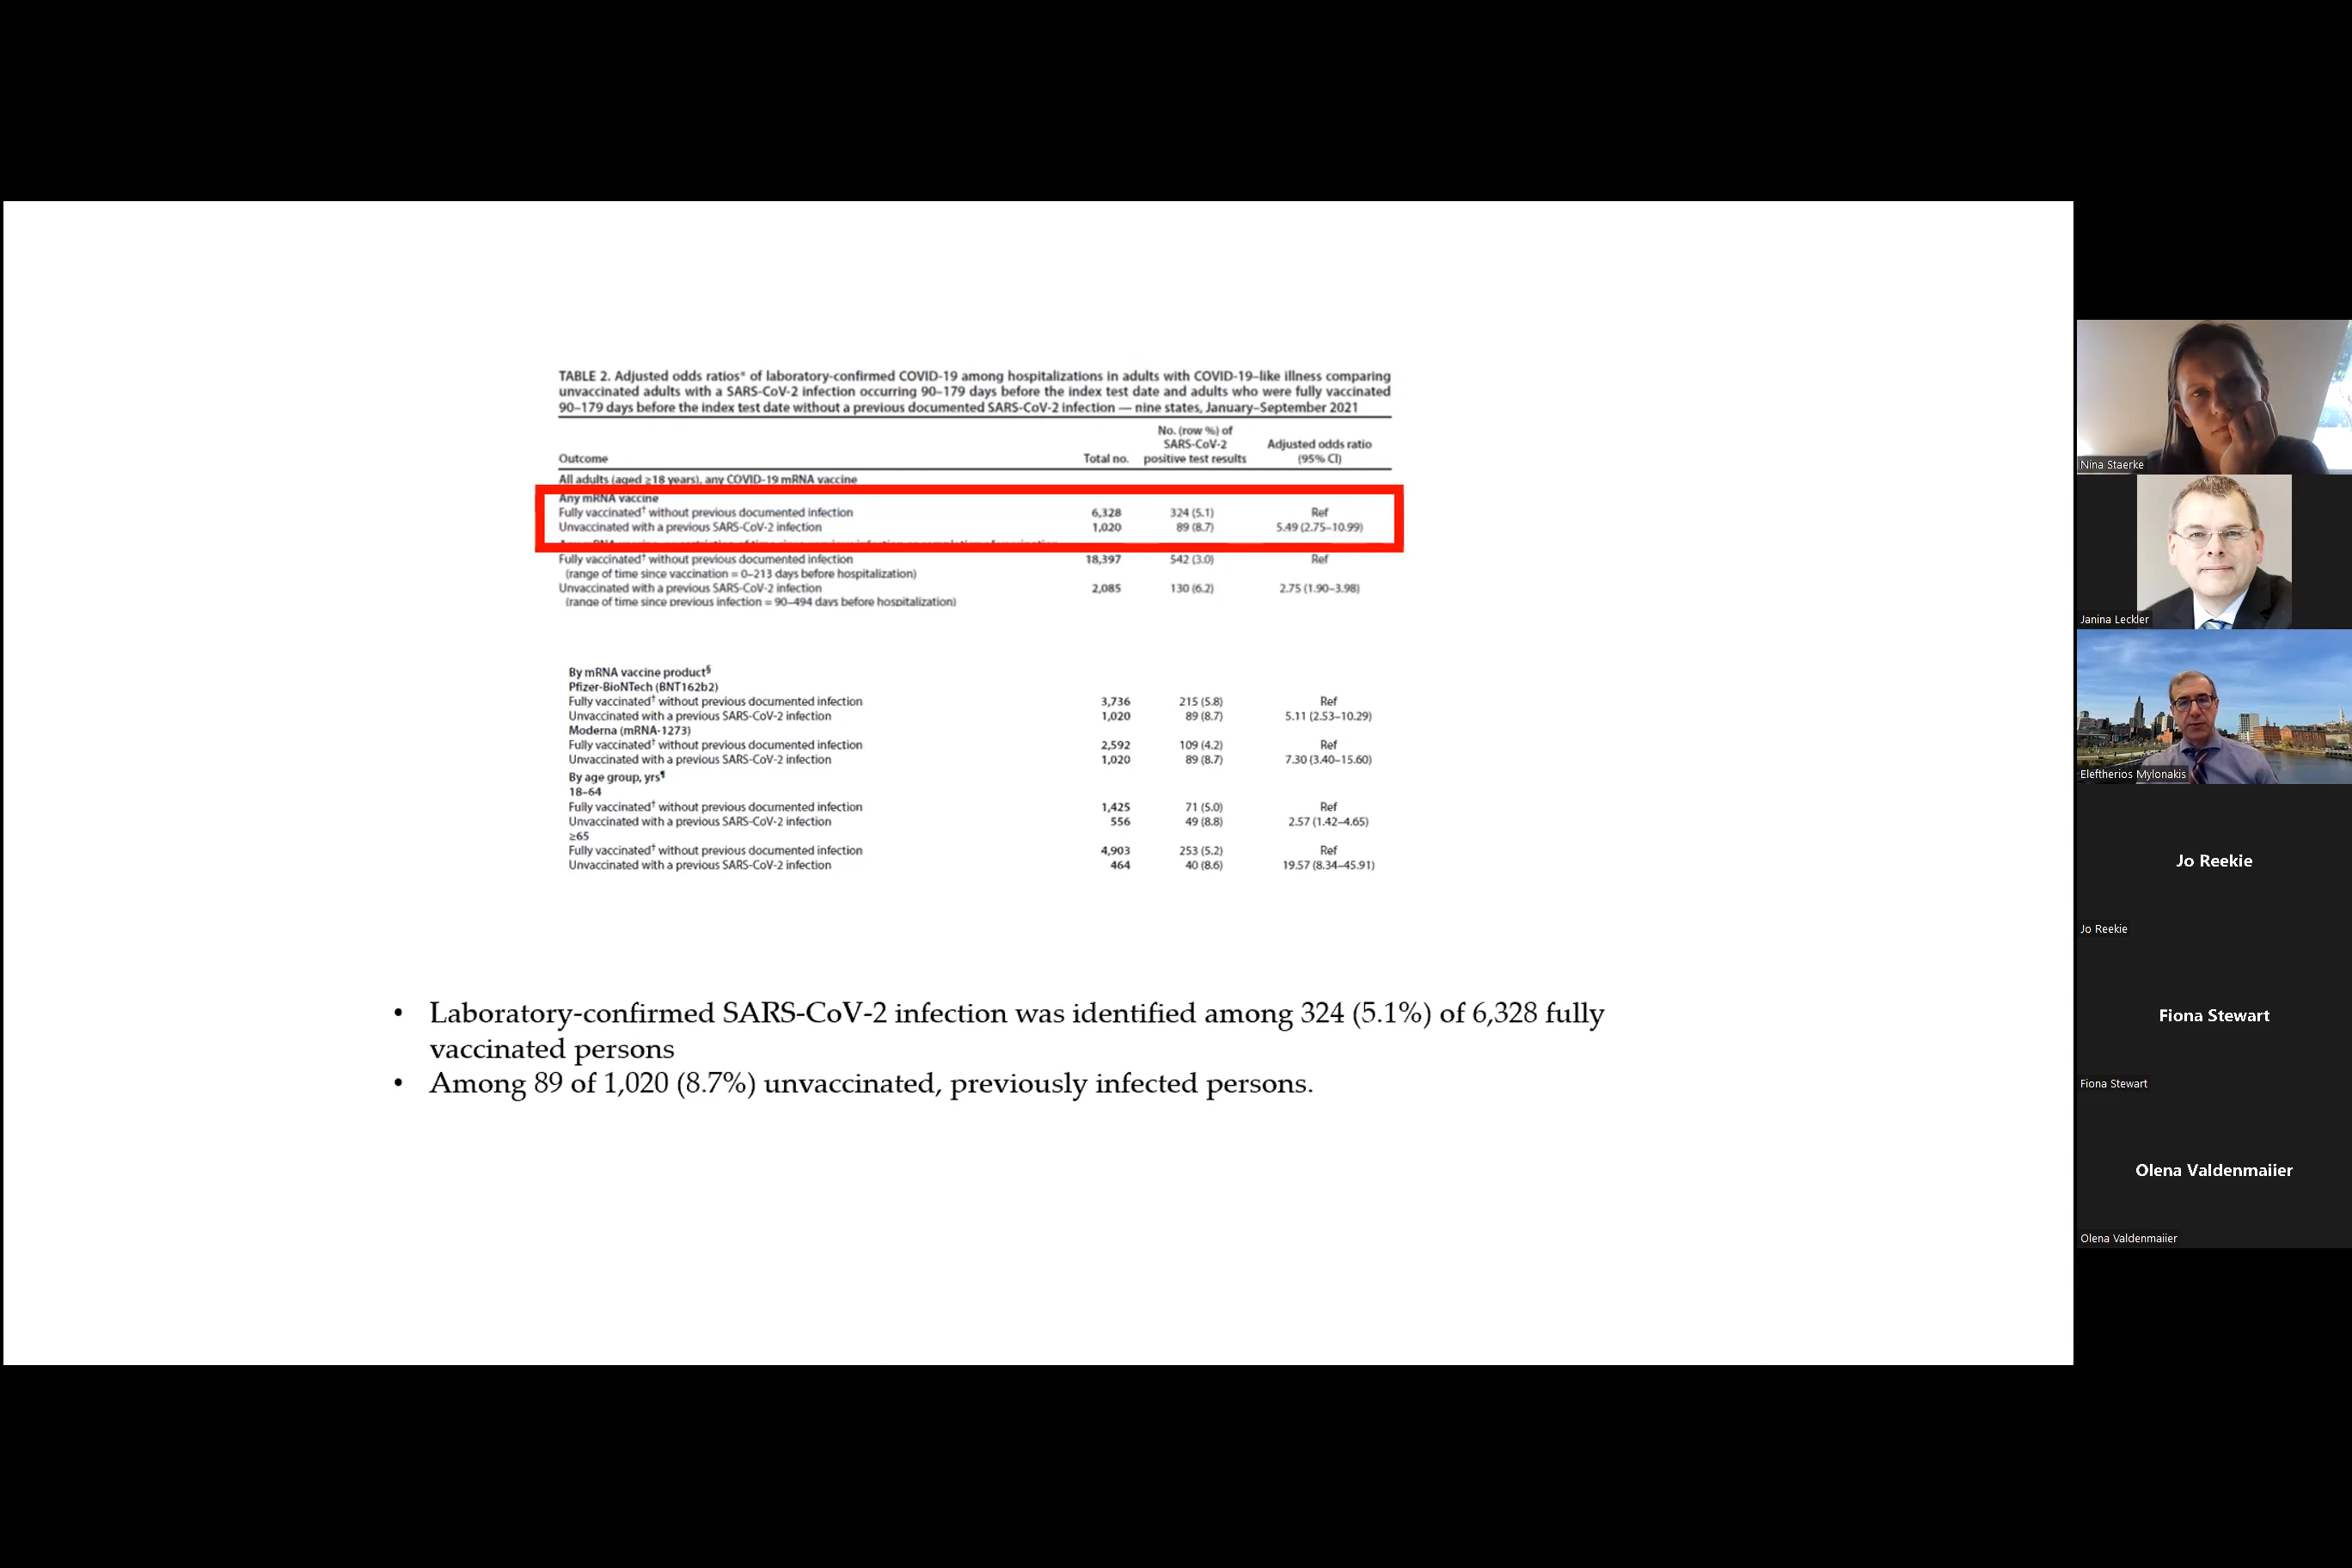 TABLE 2. Adjusted odds ratios* of laboratory-confirmed COVID-19 among hospitalizations in adults with COVID-19–like illness comparing
unvaccinated adults with a SARS-CoV-2 infection occurring 90–179 days before the index test date and adults who were fully vaccinated
90–179 days before the index test date without a previous documented SARS-CoV-2 infection — nine states, January–September 2021
Outcome Total no. No. (row %) of SARS-CoV-2 positive test results Adjusted odds ratio (95% CI)
All adults (aged ≥18 years), any COVID-19 mRNA vaccine
Any mRNA vaccine
Fully vaccinated† without previous documented infection 6,328 324 (5.1) Ref
Unvaccinated with a previous SARS-CoV-2 infection 1,020 89 (8.7) 5.49 (2.75–10.99)
Fully vaccinated† without previous documented infection 18,397 542 (3.0) Ref
(range of time since vaccination = 0–213 days before hospitalization)
Unvaccinated with a previous SARS-CoV-2 infection 2,085 130 (6.2) 2.75 (1.90–3.98)
(range of time since previous infection = 90–494 days before hospitalization)
By mRNA vaccine product§
Pfizer-BioNTech (BNT162b2)
Fully vaccinated† without previous documented infection 3,736 215 (5.8) Ref
Unvaccinated with a previous SARS-CoV-2 infection 1,020 89 (8.7) 5.11 (2.53–10.29)
Moderna (mRNA-1273)
Fully vaccinated† without previous documented infection 2,592 109 (4.2) Ref
Unvaccinated with a previous SARS-CoV-2 infection 1,020 89 (8.7) 7.30 (3.40–15.60)
By age group, yrs¶
18–64
Fully vaccinated† without previous documented infection 1,425 71 (5.0) Ref
Unvaccinated with a previous SARS-CoV-2 infection 556 49 (8.8) 2.57 (1.42–4.65)
≥65
Fully vaccinated† without previous documented infection 4,903 253 (5.2) Ref
Unvaccinated with a previous SARS-CoV-2 infection 464 40 (8.6) 19.57 (8.34–45.91)
• Laboratory-confirmed SARS-CoV-2 infection was identified among 324 (5.1%) of 6,328 fully
vaccinated persons
• Among 89 of 1,020 (8.7%) unvaccinated, previously infected persons.
Nina Staerke
Janina Leckler
Eleftherios Mylonakis
Jo Reekie
Jo Reekie
Fiona Stewart
Fiona Stewart
Olena Valdenmaiier
Olena Valdenmaiier